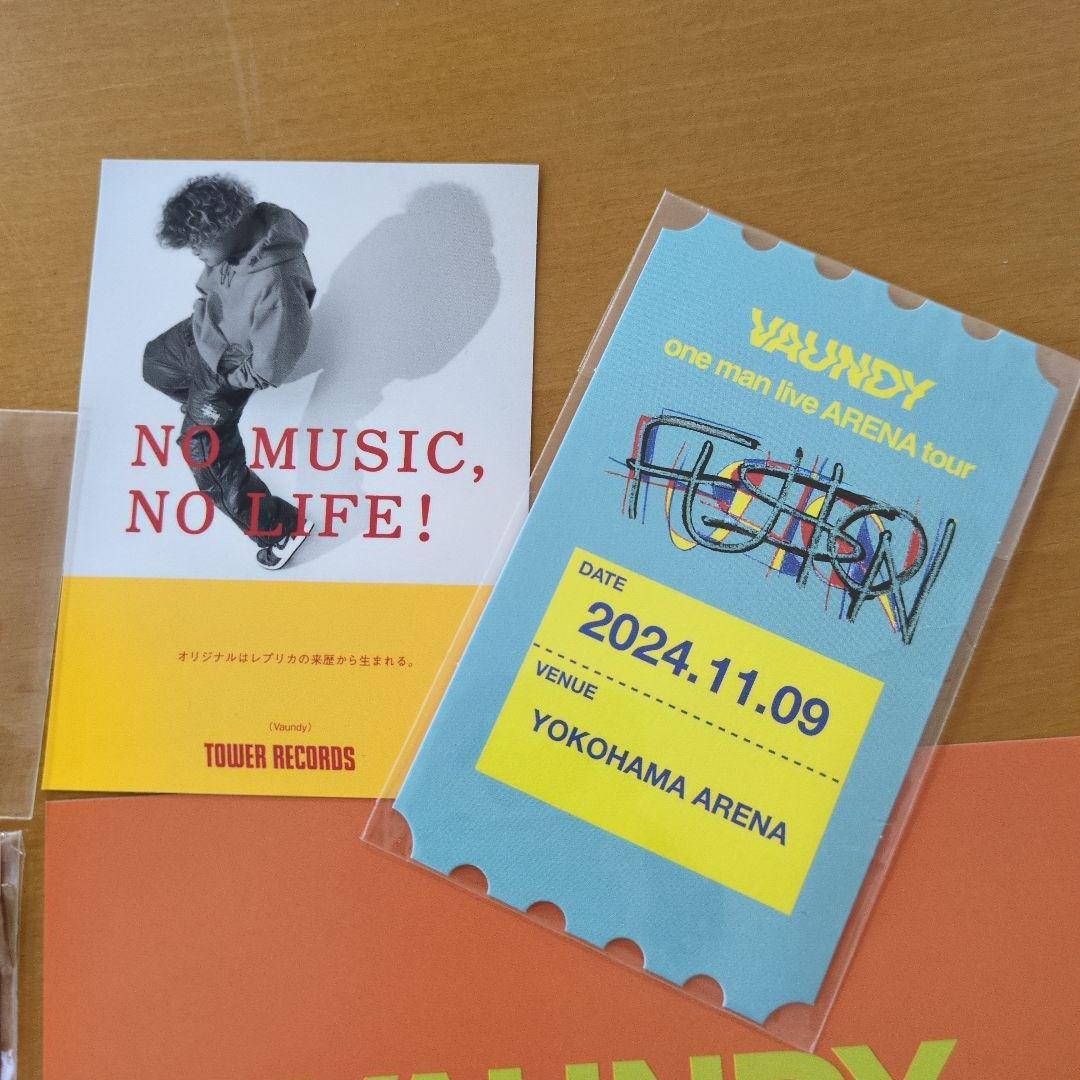 NO MUSIC,
NO LIFE!
オリジナルはレプリカの来歴から生まれる。
(Vaundy)
TOWER RECORDS
VAUNDY
one man live ARENA tour
FUSION
DATE
2024.11.09
VENUE
YOKOHAMA ARENA
VAUNDY